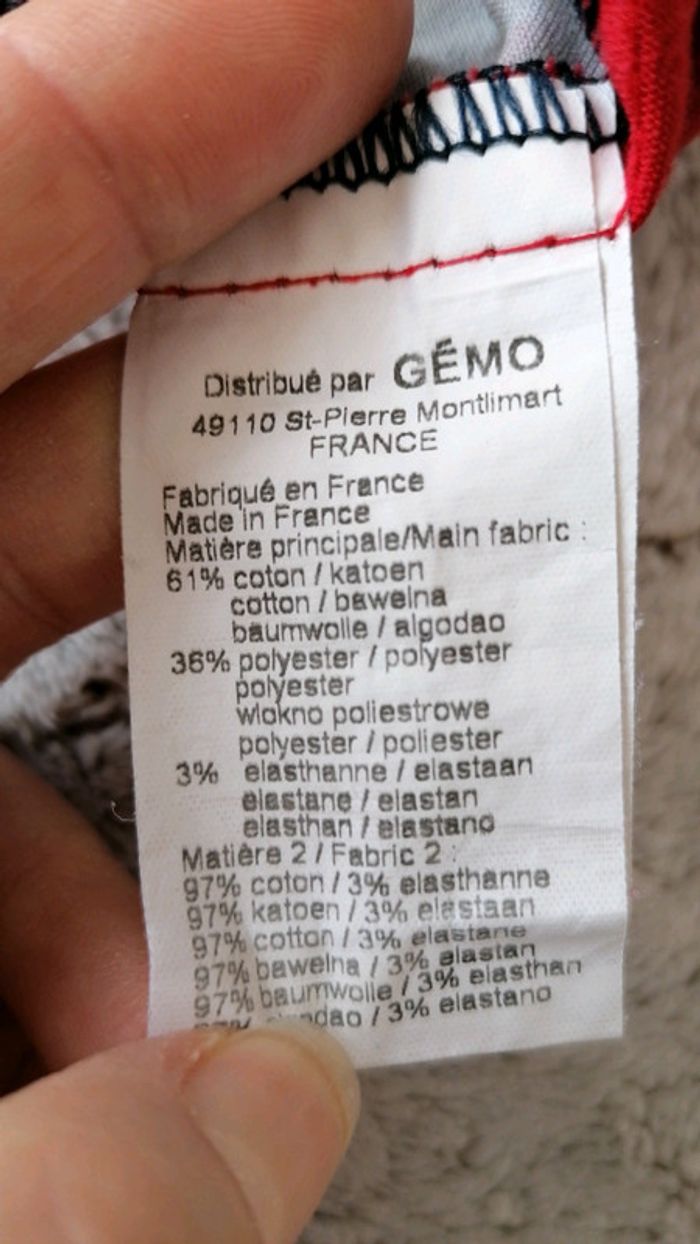 Distribué par GÉMO
49110 St-Pierre Montlimart
FRANCE
Fabriqué en France
Made in France
Matière principale/Main fabric :
61% coton / katoen
cotton / bawelna
baumwolle / algodao
36% polyester / polyester
polyester
wlokno poliestrowe
polyester / poliester
3% elasthanne / elastaan
elastane / elastan
elasthan / elastano
Matière 2 / Fabric 2 :
97% coton / 3% elasthanne
97% katoen / 3% elastaan
97% cotton / 3% elastane
97% bawelna / 3% elastan
97% baumwolle / 3% elasthan
/ 3% elastano